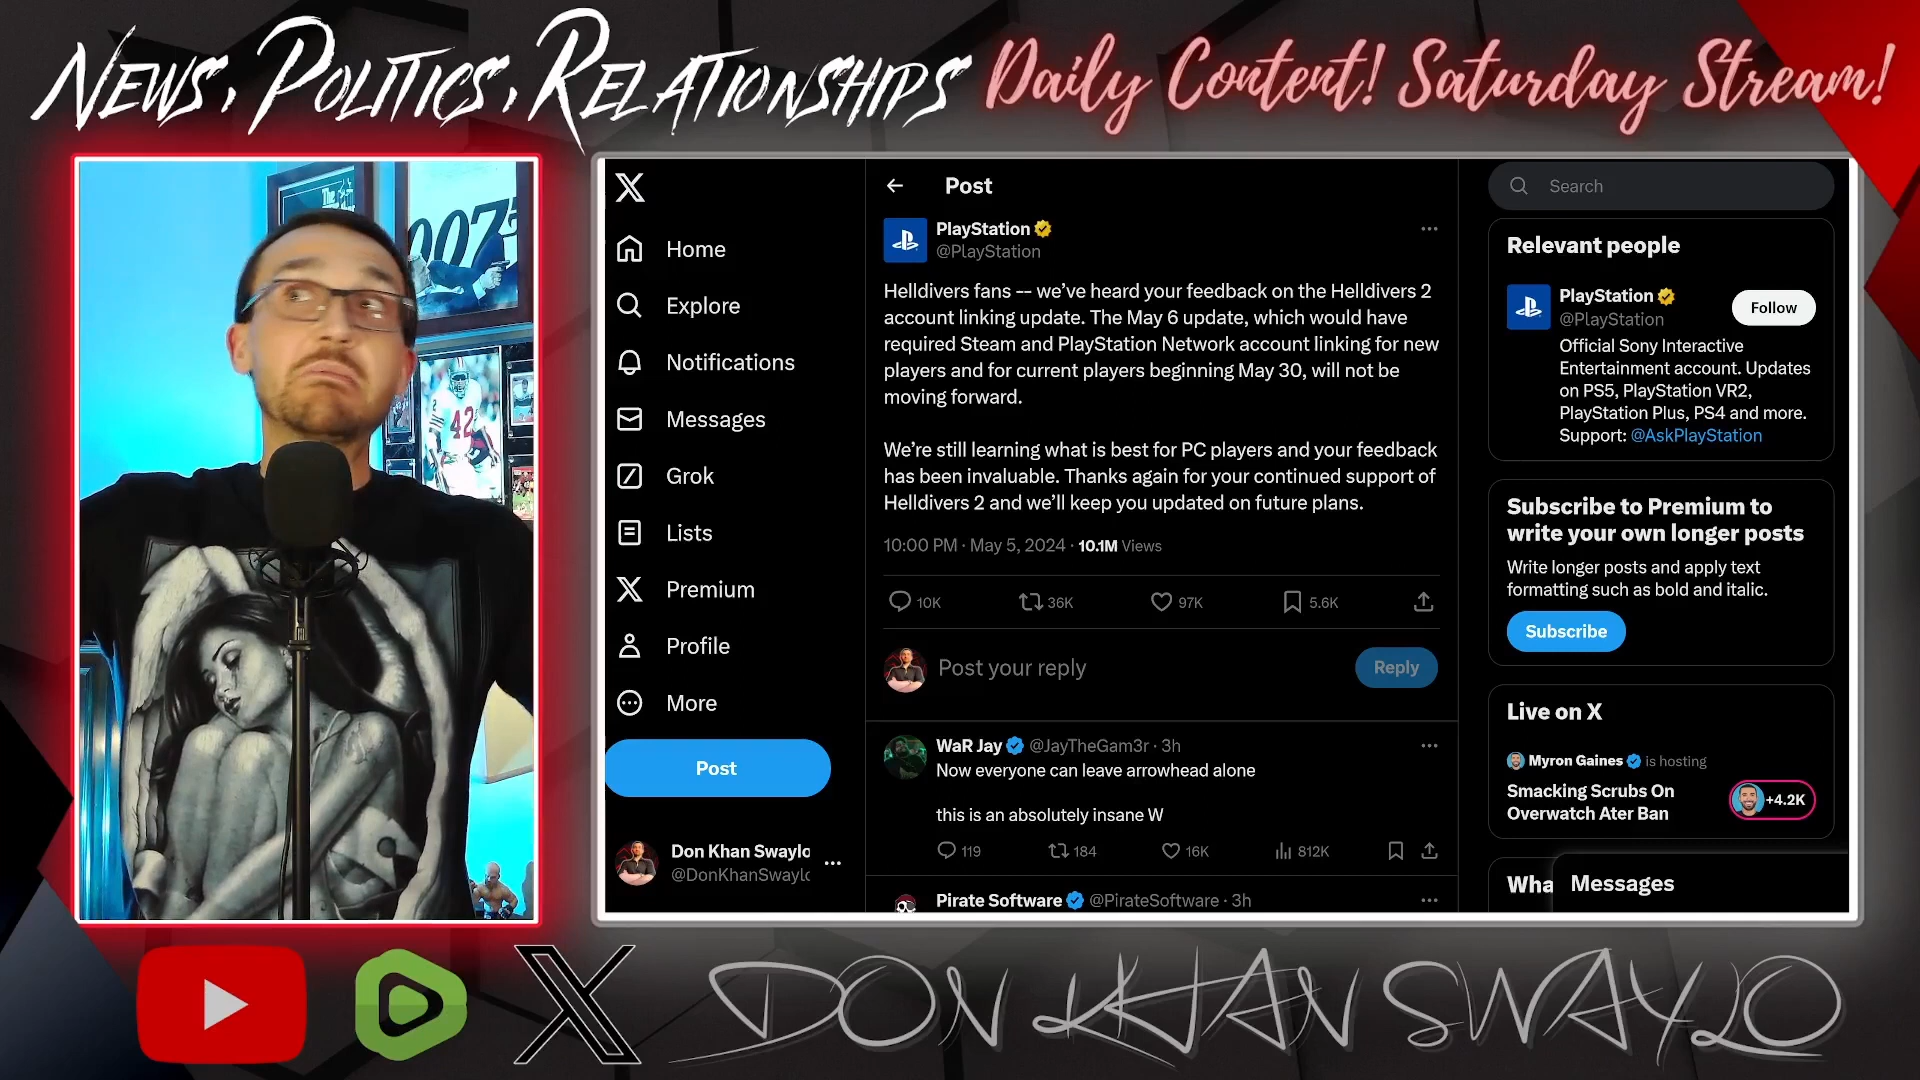 NEWS, POLITICS, RELATIONSHIPS Daily Content! Saturday Stream!
The
007
42
Home
Explore
Notifications
Messages
Grok
Lists
Premium
Profile
More
Post
Don Khan Swaylo
@DonKhanSwaylo
Post
PlayStation
@PlayStation
Helldivers fans -- we’ve heard your feedback on the Helldivers 2
account linking update. The May 6 update, which would have
required Steam and PlayStation Network account linking for new
players and for current players beginning May 30, will not be
moving forward.
We’re still learning what is best for PC players and your feedback
has been invaluable. Thanks again for your continued support of
Helldivers 2 and we’ll keep you updated on future plans.
10:00 PM · May 5, 2024 · 10.1M Views
10K 36K 97K 5.6K
Post your reply Reply
WaR Jay @JayTheGam3r · 3h
Now everyone can leave arrowhead alone
this is an absolutely insane W
119 184 16K 812K
Pirate Software @PirateSoftware · 3h
Search
Relevant people
PlayStation
@PlayStation
Follow
Official Sony Interactive
Entertainment account. Updates
on PS5, PlayStation VR2,
PlayStation Plus, PS4 and more.
Support: @AskPlayStation
Subscribe to Premium to
write your own longer posts
Write longer posts and apply text
formatting such as bold and italic.
Subscribe
Live on X
Myron Gaines is hosting
Smacking Scrubs On
Overwatch Ater Ban
+4.2K
Wha
Messages
DON KHAN SWAYLO